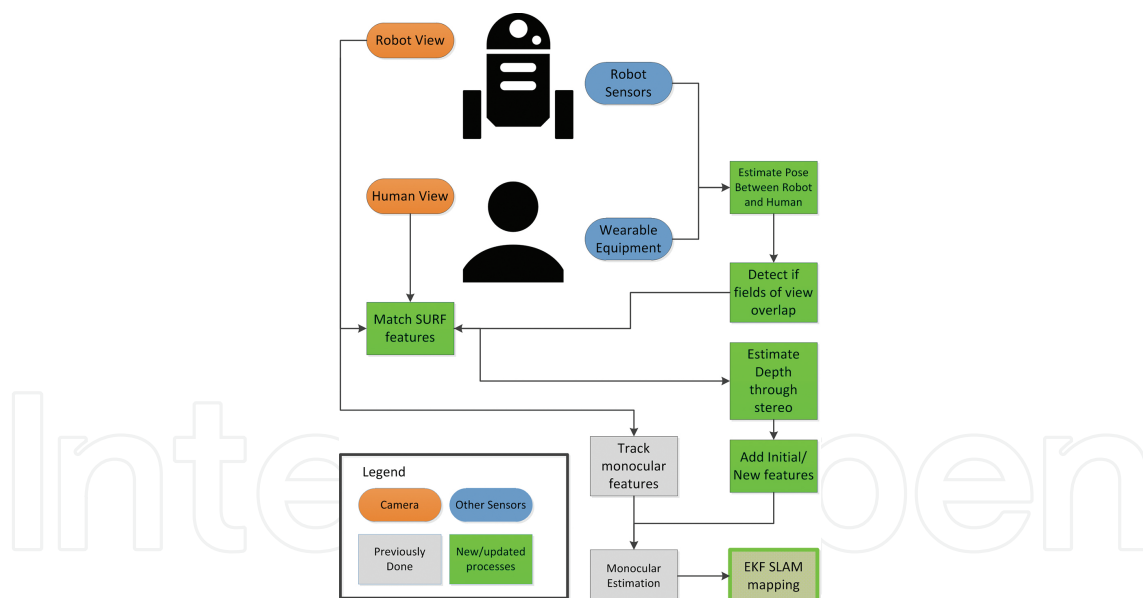 Robot View
Robot
Sensors
Estimate Pose
Between Robot
and Human
Human View
Wearable
Equipment
Detect if
fields of view
overlap
Match SURF
features
Estimate
Depth
through
stereo
Track
monocular
features
Add Initial/
New features
Legend
Camera
Other Sensors
Previously
Done
New/updated
processes
Monocular
Estimation
EKF SLAM
mapping